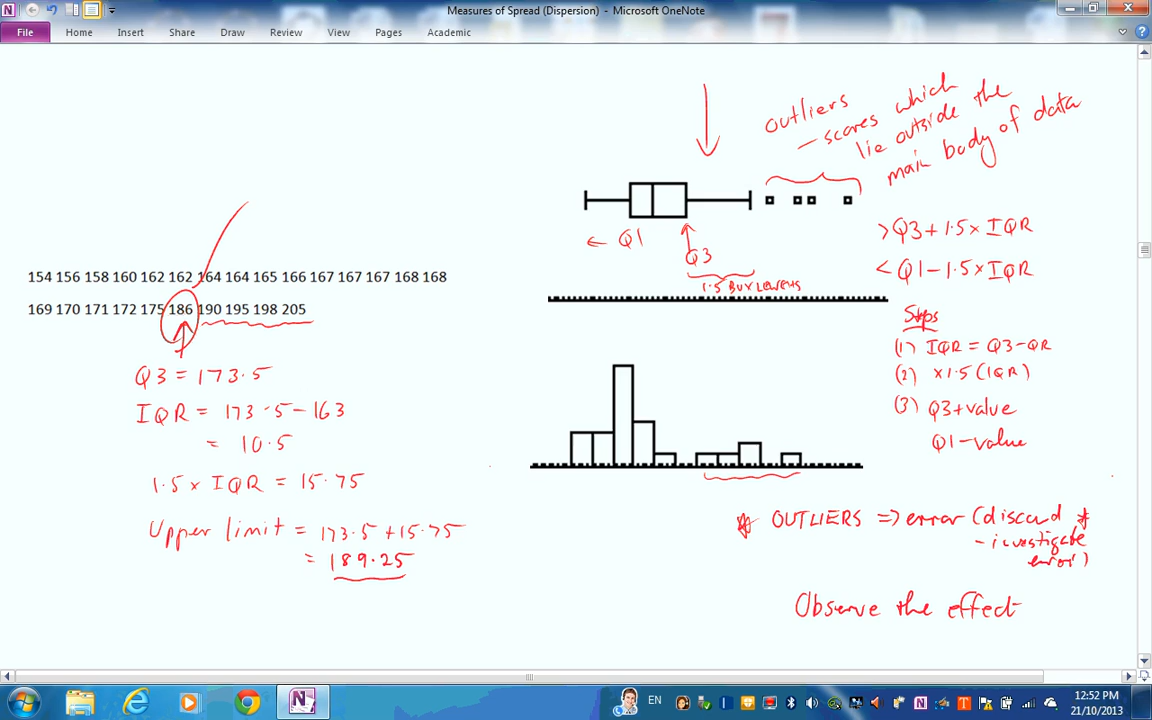 Measures of Spread (Dispersion) - Microsoft OneNote
File Home Insert Share Draw Review View Pages Academic
outliers
- scores which
lie outside the
main body of data
← Q1
Q3
1.5 Box Lengths
>Q3+1.5×IQR
<Q1-1.5×IQR
154 156 158 160 162 162 164 164 165 166 167 167 167 168 168
169 170 171 172 175 186 190 195 198 205
Q3 = 173.5
IQR = 173.5-163
= 10.5
1.5 × IQR = 15.75
Upper limit = 173.5+15.75
= 189.25
Steps
(1) IQR = Q3-QR
(2) ×1.5(IQR)
(3) Q3+value
Q1-value
* OUTLIERS => error (discard *
- investigate
error)
Observe the effect
EN
12:52 PM
21/10/2013